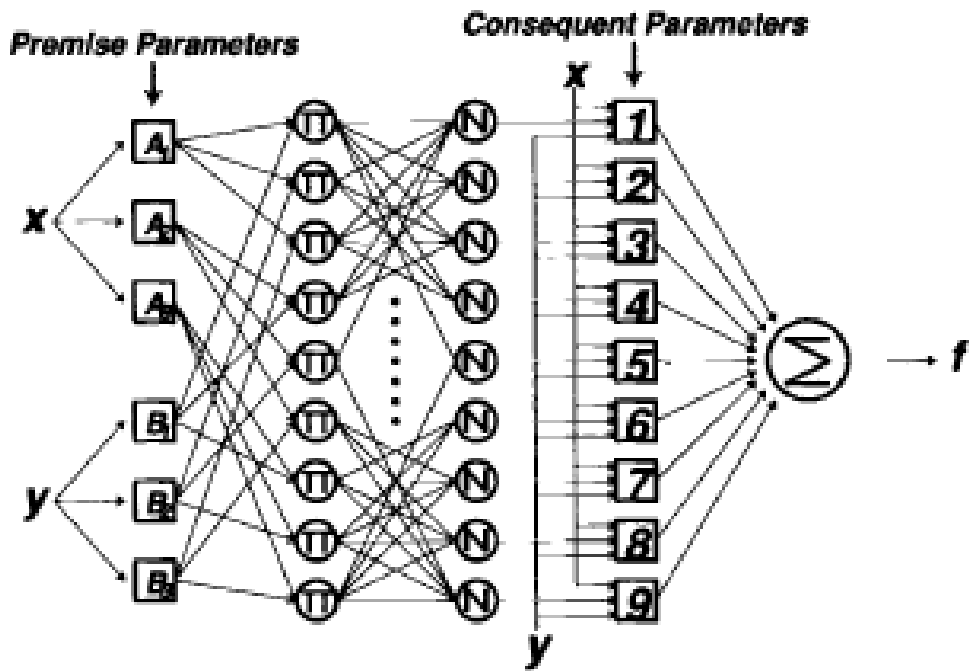 Premise Parameters
Consequent Parameters
x
A1
x
A2
A3
B1
y
B2
B3
Π
Π
Π
Π
Π
Π
Π
Π
Π
N
N
N
N
N
N
N
N
N
1
2
3
4
5
6
7
8
9
y
Σ
f